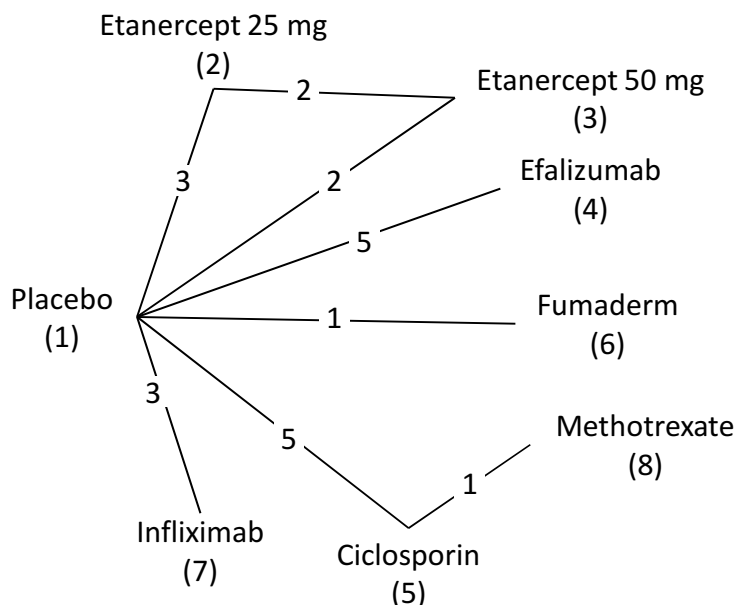 Etanercept 25 mg
(2)
2
Etanercept 50 mg
(3)
3
2
Efalizumab
(4)
5
Placebo
(1)
1
Fumaderm
(6)
3
5
Methotrexate
(8)
1
Infliximab
(7)
Ciclosporin
(5)